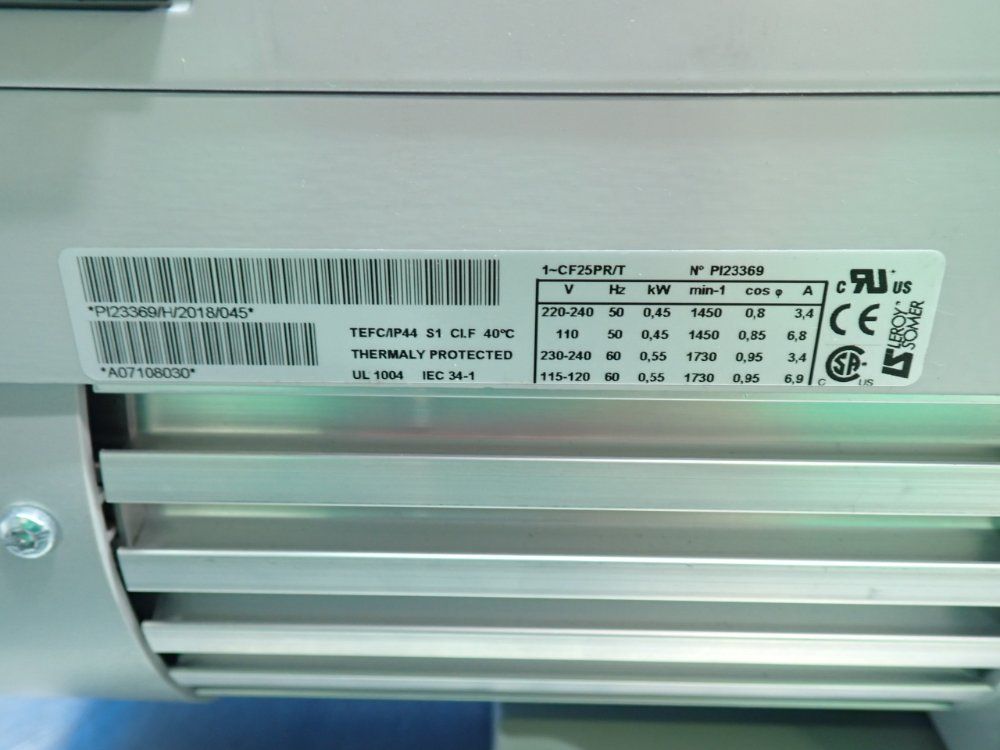 *PI23369/H/2018/045*
*A07108030*
TEFC/IP44 S1 Cl.F 40°C
THERMALY PROTECTED
UL 1004 IEC 34-1
1~CF25PR/T N° PI23369
V Hz kW min-1 cos φ A
220-240 50 0,45 1450 0,8 3,4
110 50 0,45 1450 0,85 6,8
230-240 60 0,55 1730 0,95 3,4
115-120 60 0,55 1730 0,95 6,9
C RU US
CE
C SA US
LS LEROY SOMER